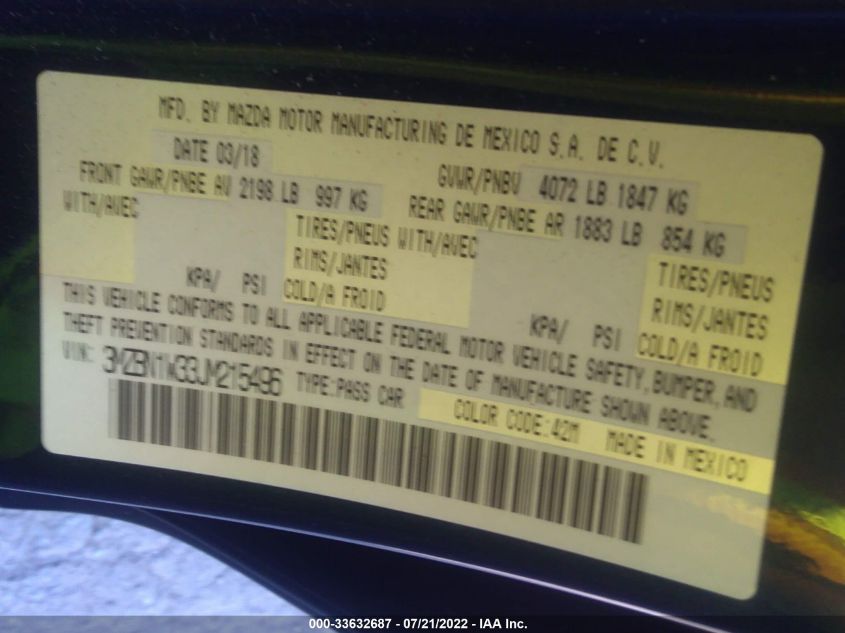 MFD. BY MAZDA MOTOR MANUFACTURING DE MEXICO S.A. DE C.V.
DATE 03/18
GVWR/PNBV 4072 LB 1847 KG
FRONT GAWR/PNBE AV 2198 LB 997 KG
REAR GAWR/PNBE AR 1883 LB 854 KG
WITH/AVEC TIRES/PNEUS WITH/AVEC TIRES/PNEUS
RIMS/JANTES RIMS/JANTES
KPA/ PSI COLD/A FROID KPA/ PSI COLD/A FROID
THIS VEHICLE CONFORMS TO ALL APPLICABLE FEDERAL MOTOR VEHICLE SAFETY, BUMPER, AND
THEFT PREVENTION STANDARDS IN EFFECT ON THE DATE OF MANUFACTURE SHOWN ABOVE.
VIN: 3MZBN1W33JM215496 TYPE:PASS CAR
COLOR CODE:42M MADE IN MEXICO
000-33632687 - 07/21/2022 - IAA Inc.